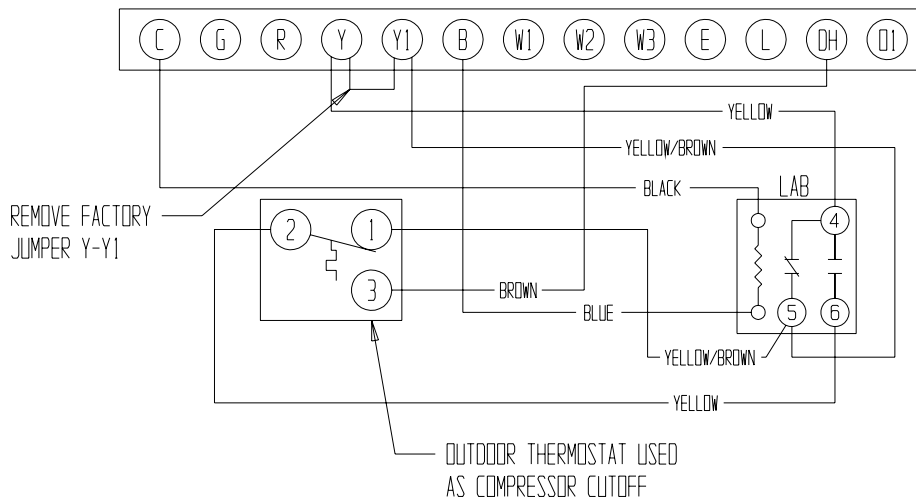 C G R Y Y1 B W1 W2 W3 E L DH O1
YELLOW
YELLOW/BROWN
BLACK
LAB
REMOVE FACTORY
JUMPER Y-Y1
2 1
4
3
BROWN
BLUE
5 6
YELLOW/BROWN
YELLOW
OUTDOOR THERMOSTAT USED
AS COMPRESSOR CUTOFF